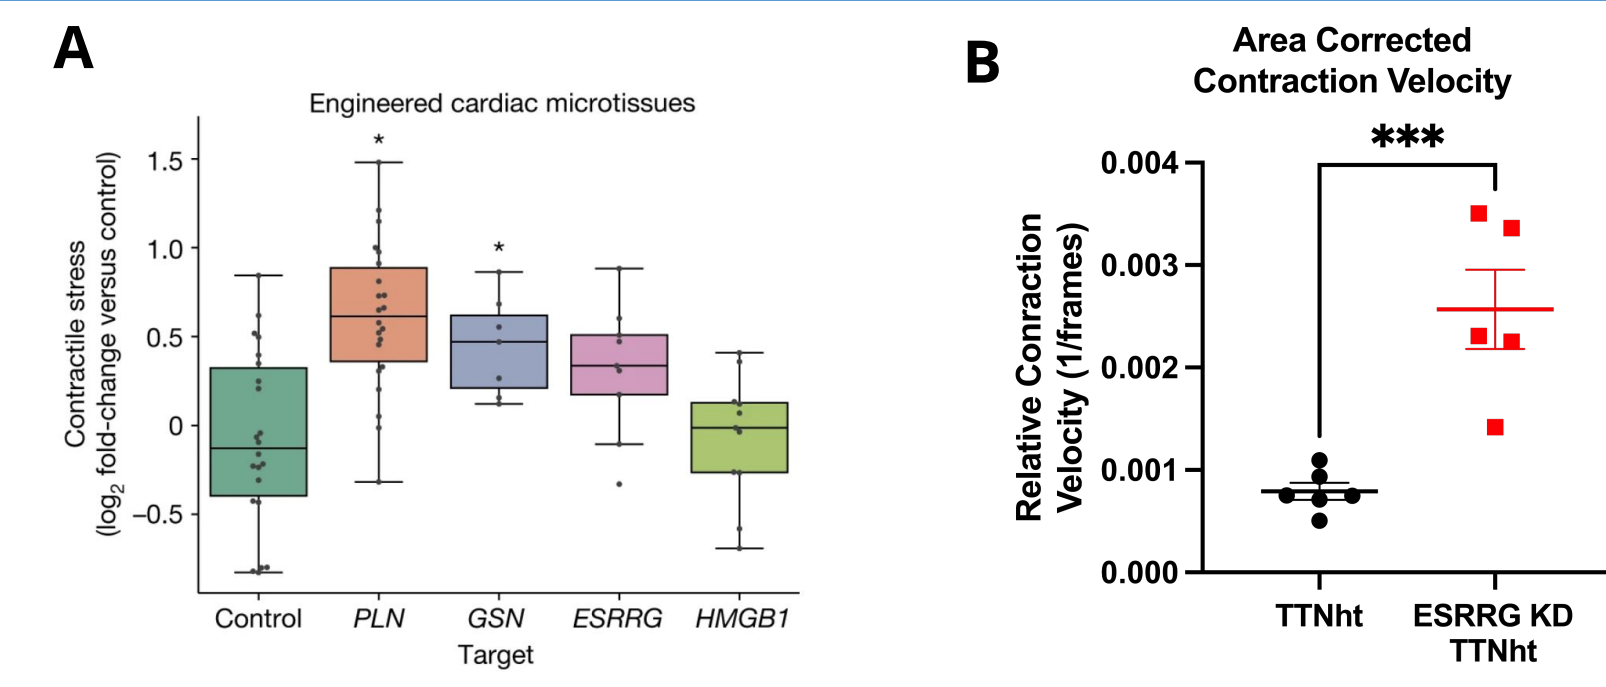 A
Engineered cardiac microtissues
Contractile stress
(log2 fold-change versus control)
1.5
1.0
0.5
0
−0.5
*
*
Control
PLN
GSN
ESRRG
HMGB1
Target
B
Area Corrected
Contraction Velocity
***
Relative Conraction
Velocity (1/frames)
0.004
0.003
0.002
0.001
0.000
TTNht
ESRRG KD
TTNht